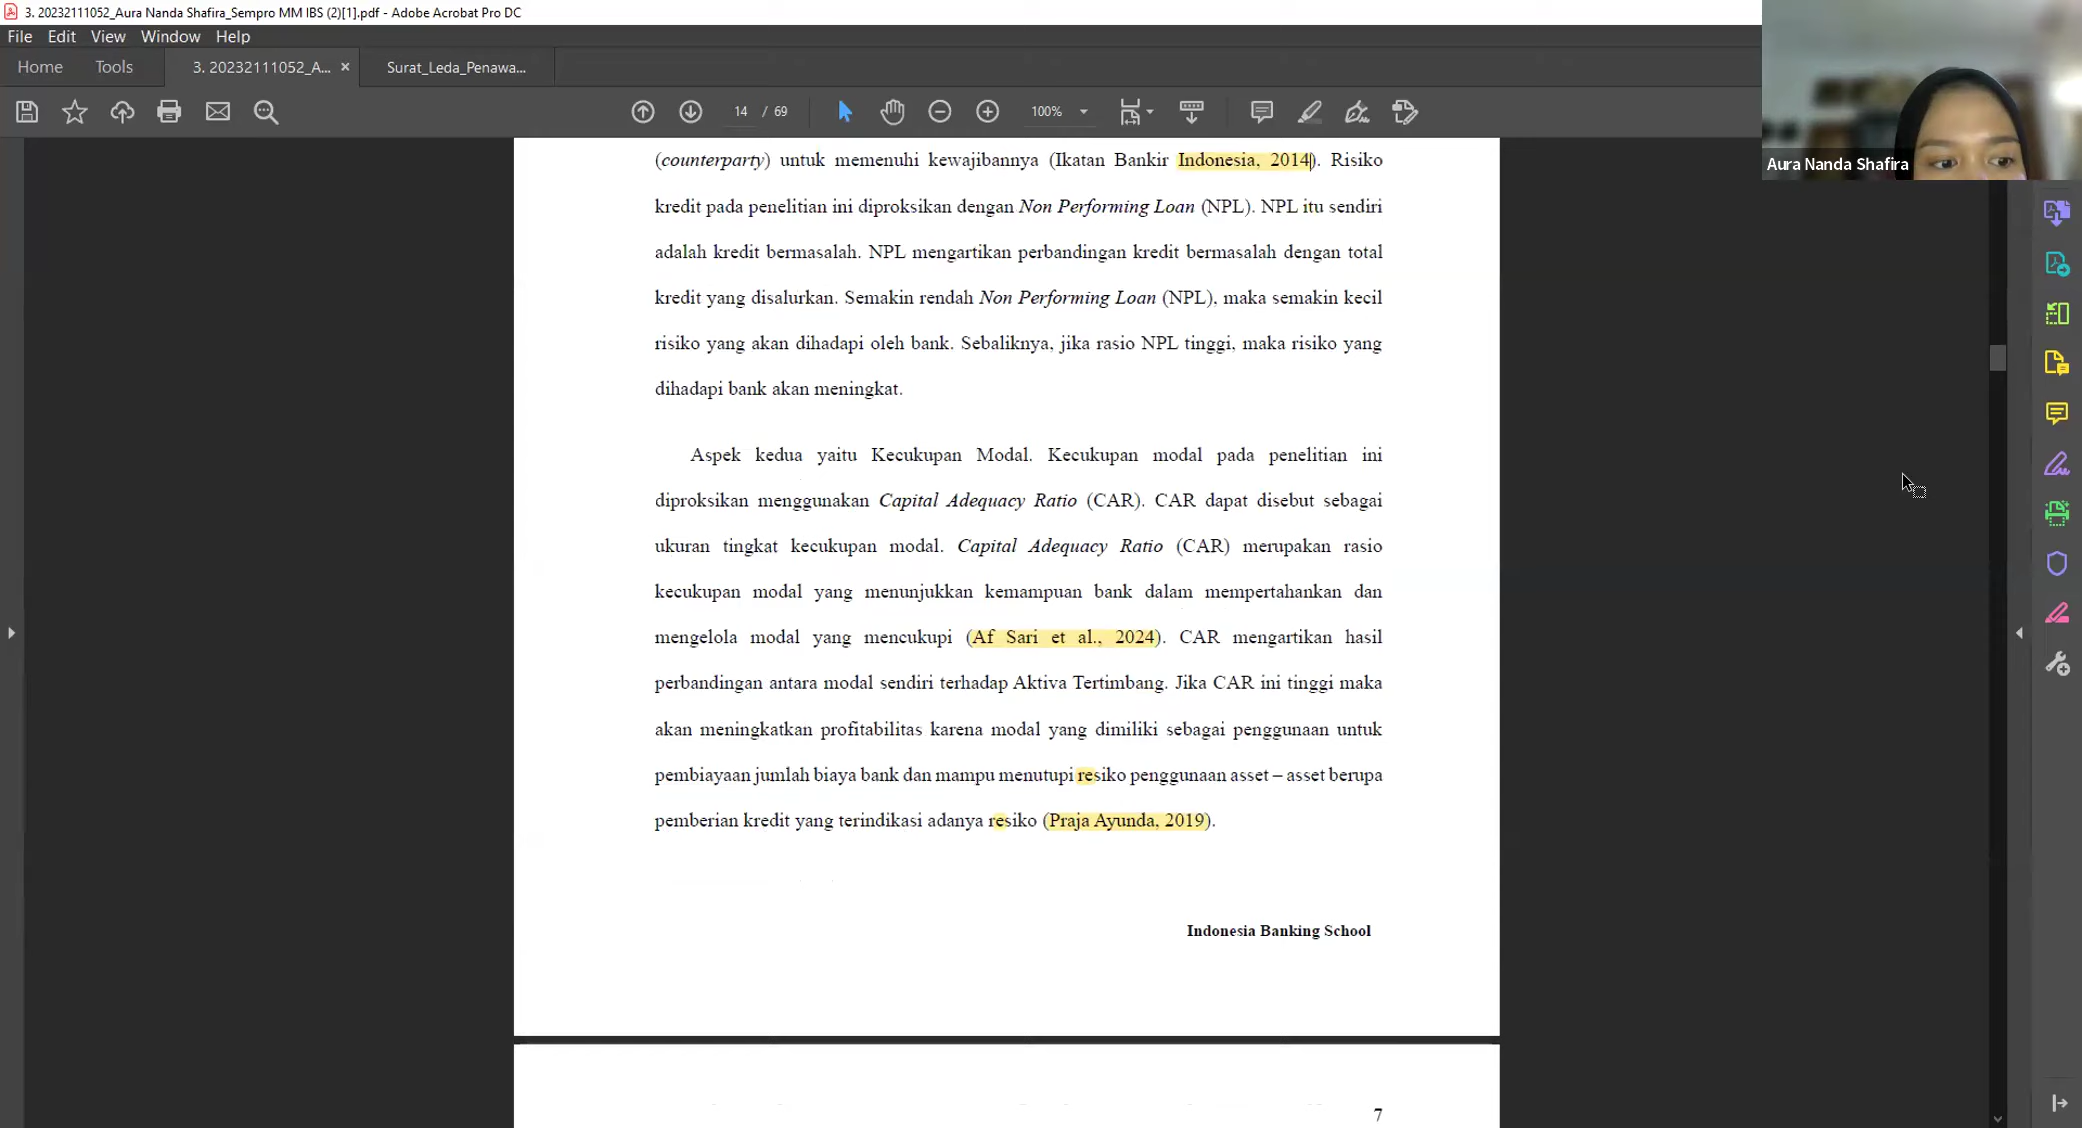 3. 20232111052_Aura Nanda Shafira_Sempro MM IBS (2)[1].pdf - Adobe Acrobat Pro DC
File Edit View Window Help
Home Tools 3. 20232111052_A... × Surat_Leda_Penawa...
14 / 69 100%
Aura Nanda Shafira
(counterparty) untuk memenuhi kewajibannya (Ikatan Bankir Indonesia, 2014). Risiko
kredit pada penelitian ini diproksikan dengan Non Performing Loan (NPL). NPL itu sendiri
adalah kredit bermasalah. NPL mengartikan perbandingan kredit bermasalah dengan total
kredit yang disalurkan. Semakin rendah Non Performing Loan (NPL), maka semakin kecil
risiko yang akan dihadapi oleh bank. Sebaliknya, jika rasio NPL tinggi, maka risiko yang
dihadapi bank akan meningkat.
Aspek kedua yaitu Kecukupan Modal. Kecukupan modal pada penelitian ini
diproksikan menggunakan Capital Adequacy Ratio (CAR). CAR dapat disebut sebagai
ukuran tingkat kecukupan modal. Capital Adequacy Ratio (CAR) merupakan rasio
kecukupan modal yang menunjukkan kemampuan bank dalam mempertahankan dan
mengelola modal yang mencukupi (Af Sari et al., 2024). CAR mengartikan hasil
perbandingan antara modal sendiri terhadap Aktiva Tertimbang. Jika CAR ini tinggi maka
akan meningkatkan profitabilitas karena modal yang dimiliki sebagai penggunaan untuk
pembiayaan jumlah biaya bank dan mampu menutupi resiko penggunaan asset – asset berupa
pemberian kredit yang terindikasi adanya resiko (Praja Ayunda, 2019).
Indonesia Banking School
7